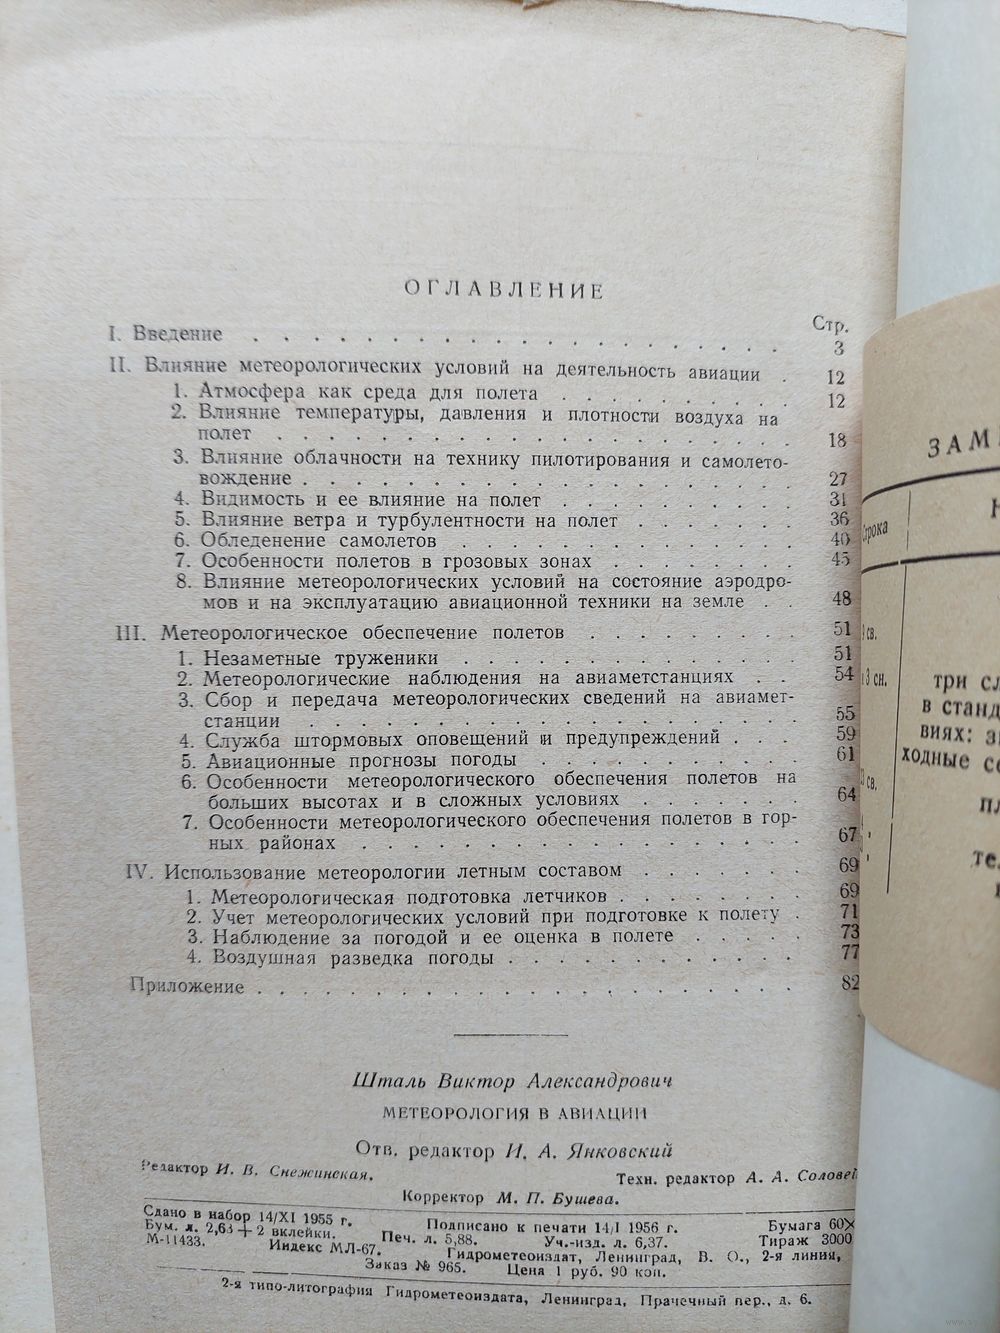 ОГЛАВЛЕНИЕ
Стр.
I. Введение . . . . . . . . . . . . . . . . . . . . 3
II. Влияние метеорологических условий на деятельность авиации . 12
1. Атмосфера как среда для полета . . . . . . . . . . 12
2. Влияние температуры, давления и плотности воздуха на
полет . . . . . . . . . . . . . . . . . . . . 18
3. Влияние облачности на технику пилотирования и самолето-
вождение . . . . . . . . . . . . . . . . . . . 27
4. Видимость и ее влияние на полет . . . . . . . . . . 31
5. Влияние ветра и турбулентности на полет . . . . . . . 36
6. Обледенение самолетов . . . . . . . . . . . . . 40
7. Особенности полетов в грозовых зонах . . . . . . . . 45
8. Влияние метеорологических условий на состояние аэродро-
мов и на эксплуатацию авиационной техники на земле . . 48
III. Метеорологическое обеспечение полетов . . . . . . . . . 51
1. Незаметные труженики . . . . . . . . . . . . . 51
2. Метеорологические наблюдения на авиаметстанциях . . 54
3. Сбор и передача метеорологических сведений на авиамет-
станции . . . . . . . . . . . . . . . . . . . 55
4. Служба штормовых оповещений и предупреждений . . . 59
5. Авиационные прогнозы погоды . . . . . . . . . . 61
6. Особенности метеорологического обеспечения полетов на
больших высотах и в сложных условиях . . . . . . . 64
7. Особенности метеорологического обеспечения полетов в гор-
ных районах . . . . . . . . . . . . . . . . . 67
IV. Использование метеорологии летным составом . . . . . . . 69
1. Метеорологическая подготовка летчиков . . . . . . . . 69
2. Учет метеорологических условий при подготовке к полету . 71
3. Наблюдение за погодой и ее оценка в полете . . . . . 73
4. Воздушная разведка погоды . . . . . . . . . . . . 77
Приложение . . . . . . . . . . . . . . . . . . . 82
Шталь Виктор Александрович
МЕТЕОРОЛОГИЯ В АВИАЦИИ
Отв. редактор И. А. Янковский
Редактор И. В. Снежинская. Техн. редактор А. А. Соловей
Корректор М. П. Бушева.
Сдано в набор 14/XI 1955 г. Подписано к печати 14/I 1956 г. Бумага 60×
Бум. л. 2,63 + 2 вклейки. Печ. л. 5,88. Уч.-изд. л. 6,37. Тираж 3000
М-11433. Индекс МЛ-67. Гидрометеоиздат, Ленинград, В. О., 2-я линия,
Заказ № 965. Цена 1 руб. 90 коп.
2-я типо-литография Гидрометеоиздата, Ленинград, Прачечный пер., д. 6.
ЗАМ
Строка
св.
3 сн.
св.
три сл
в станд
виях: з
ходные со
пл
тел